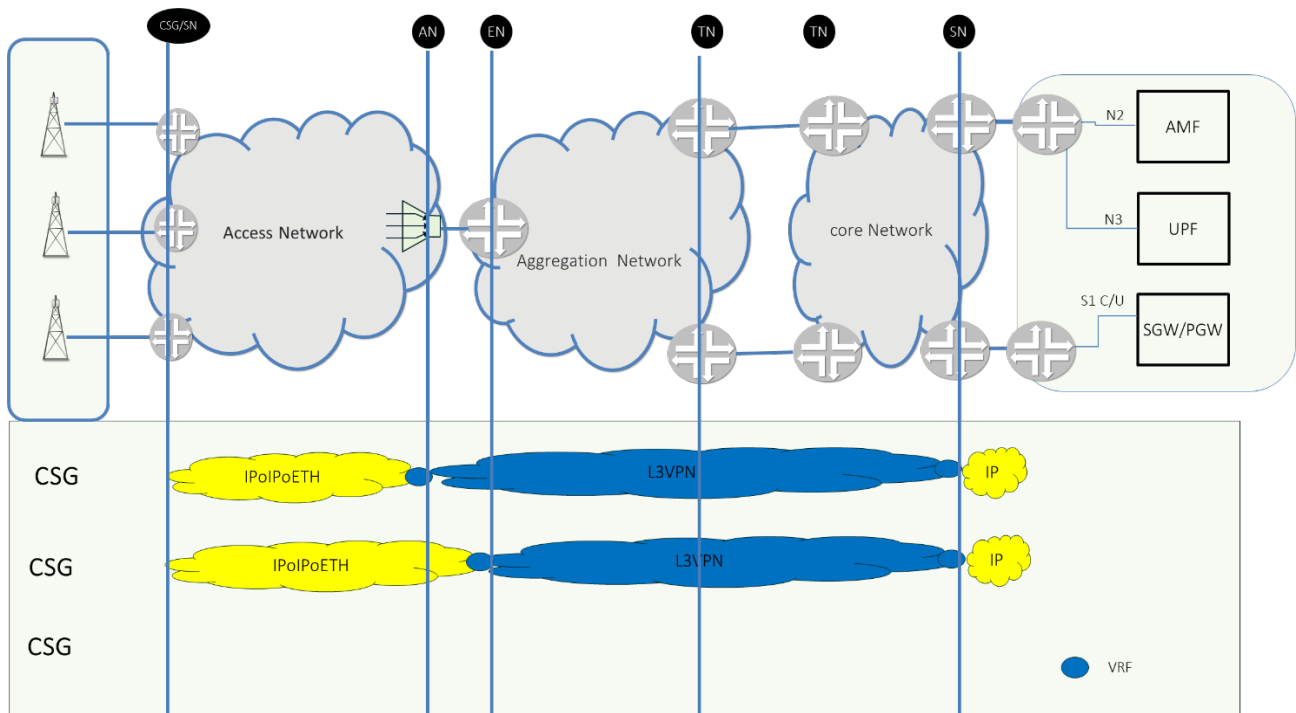 CSG/SN
AN
EN
TN
TN
SN
N2
AMF
Access Network
core Network
N3
UPF
Aggregation Network
S1 C/U
SGW/PGW
CSG
IPoIPoETH
L3VPN
IP
CSG
IPoIPoETH
L3VPN
IP
CSG
VRF